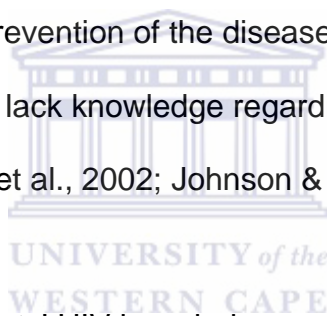 revention of the disease
lack knowledge regard
et al., 2002; Johnson &
UNIVERSITY of the
WESTERN CAPE